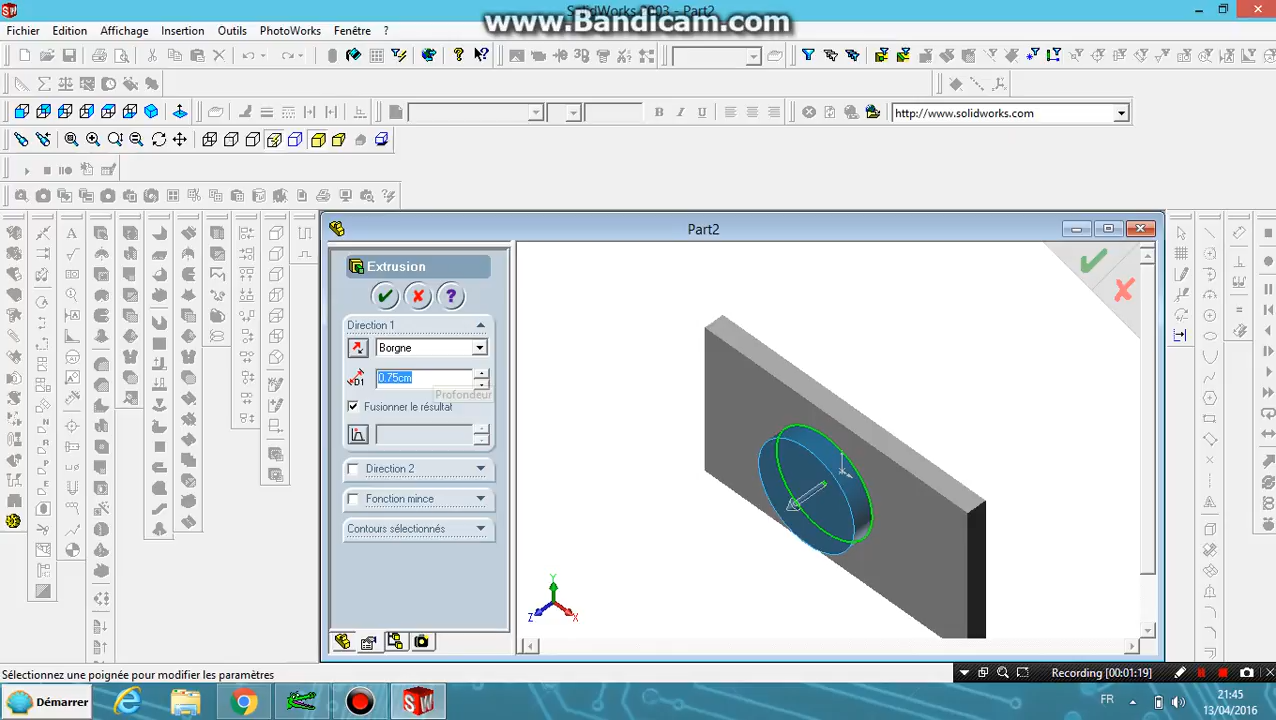 SolidWorks 2003 - Part2
www.Bandicam.com
Fichier Edition Affichage Insertion Outils PhotoWorks Fenêtre ?
3D
B I U http://www.solidworks.com
Part2
Extrusion
Direction 1
Borgne
D1 0.75cm
Profondeur
Fusionner le résultat
Direction 2
Fonction mince
Contours sélectionnés
Y
Z X
Sélectionnez une poignée pour modifier les paramètres
Recording [00:01:19]
Démarrer
FR
21:45
13/04/2016